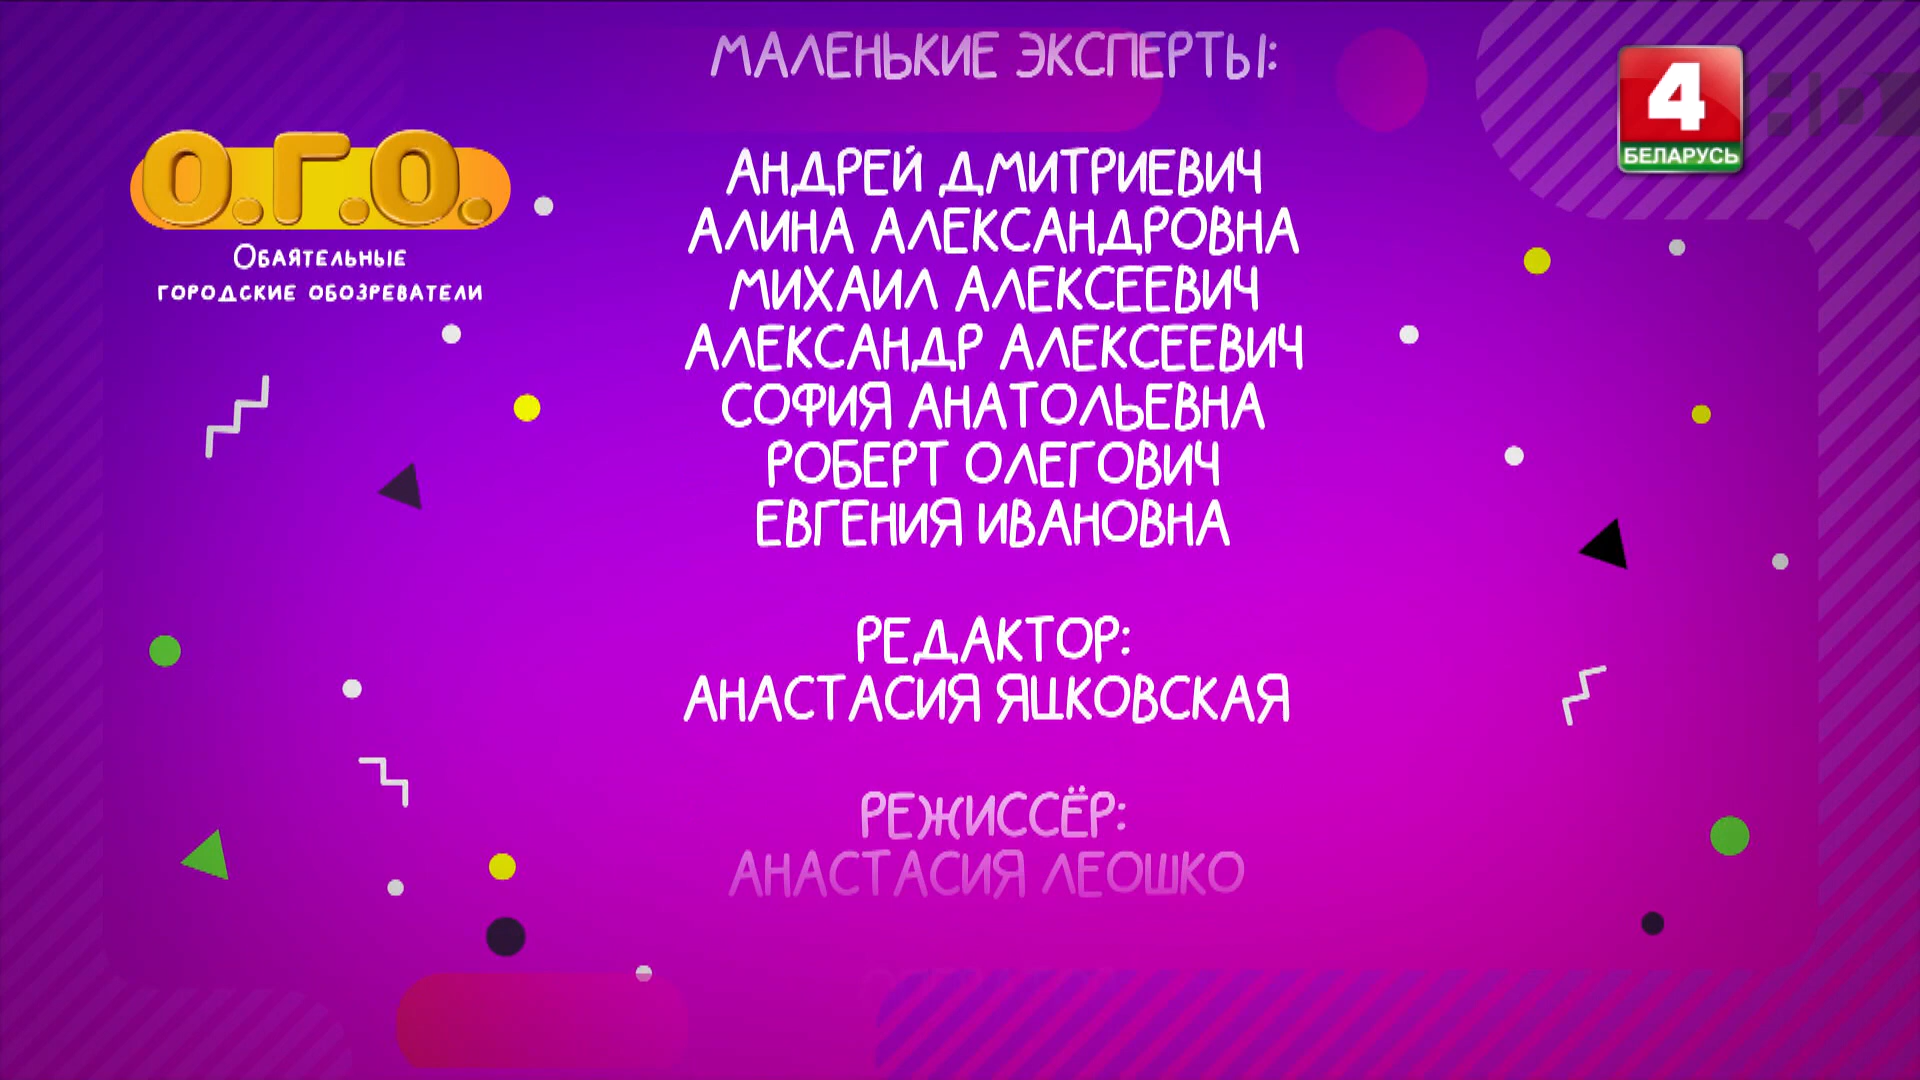 МАЛЕНЬКИЕ ЭКСПЕРТЫ:
4
БЕЛАРУСЬ
О.Г.О.
ОБАЯТЕЛЬНЫЕ
ГОРОДСКИЕ ОБОЗРЕВАТЕЛИ
АНДРЕЙ ДМИТРИЕВИЧ
АЛИНА АЛЕКСАНДРОВНА
МИХАИЛ АЛЕКСЕЕВИЧ
АЛЕКСАНДР АЛЕКСЕЕВИЧ
СОФИЯ АНАТОЛЬЕВНА
РОБЕРТ ОЛЕГОВИЧ
ЕВГЕНИЯ ИВАНОВНА
РЕДАКТОР:
АНАСТАСИЯ ЯЦКОВСКАЯ
РЕЖИССЁР:
АНАСТАСИЯ ЛЕОШКО